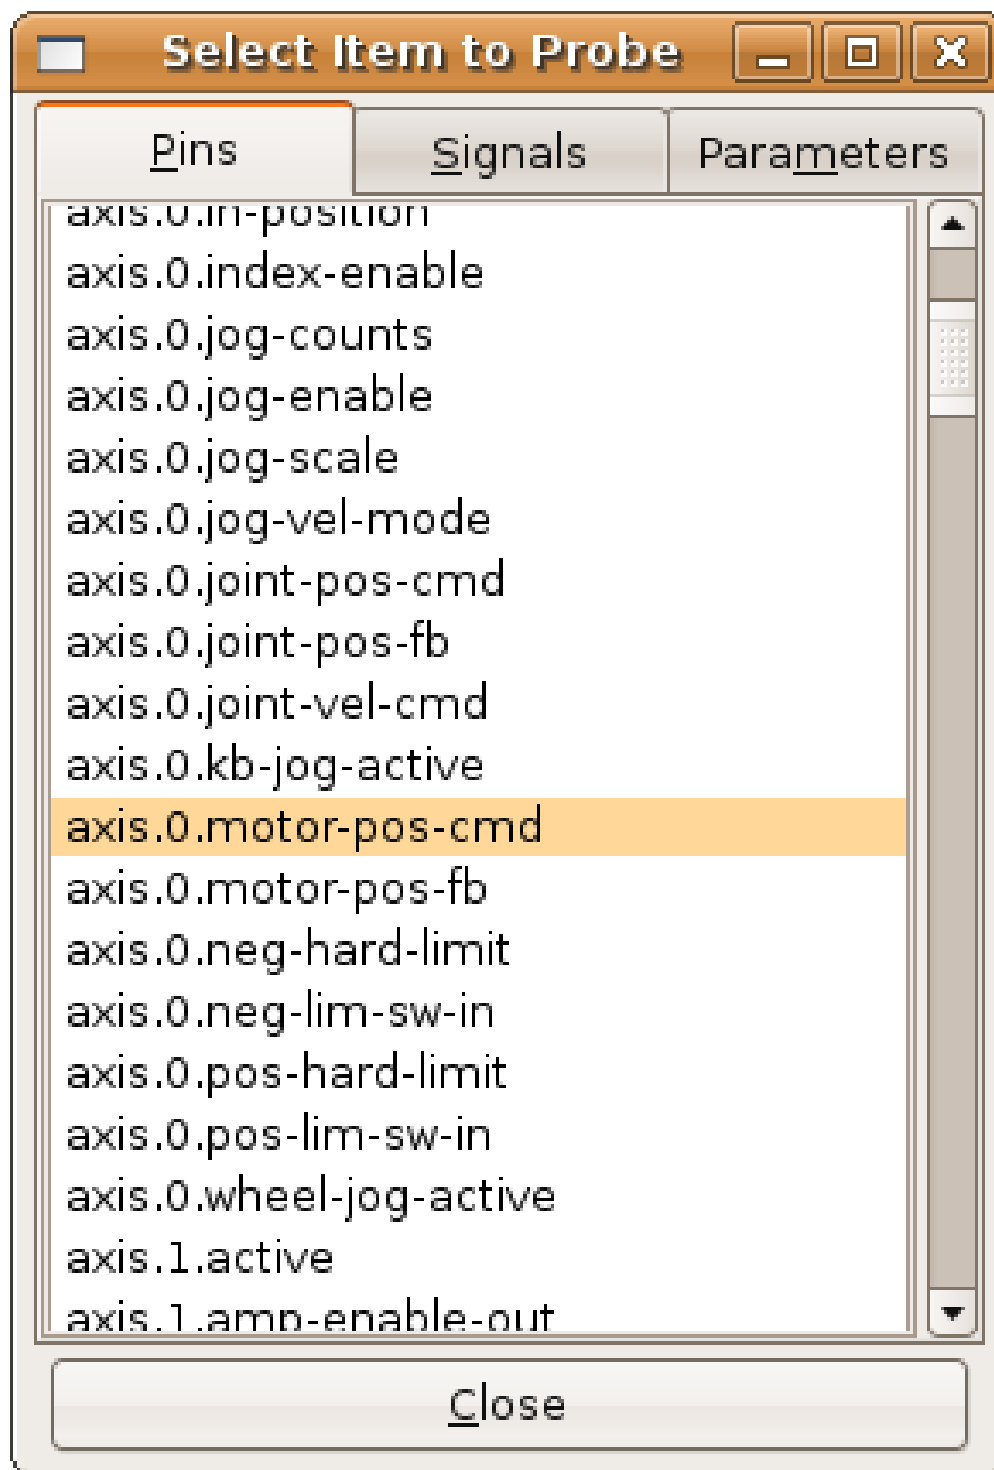 Select Item to Probe
Pins Signals Parameters
axis.0.in-position
axis.0.index-enable
axis.0.jog-counts
axis.0.jog-enable
axis.0.jog-scale
axis.0.jog-vel-mode
axis.0.joint-pos-cmd
axis.0.joint-pos-fb
axis.0.joint-vel-cmd
axis.0.kb-jog-active
axis.0.motor-pos-cmd
axis.0.motor-pos-fb
axis.0.neg-hard-limit
axis.0.neg-lim-sw-in
axis.0.pos-hard-limit
axis.0.pos-lim-sw-in
axis.0.wheel-jog-active
axis.1.active
axis.1.amp-enable-out
Close